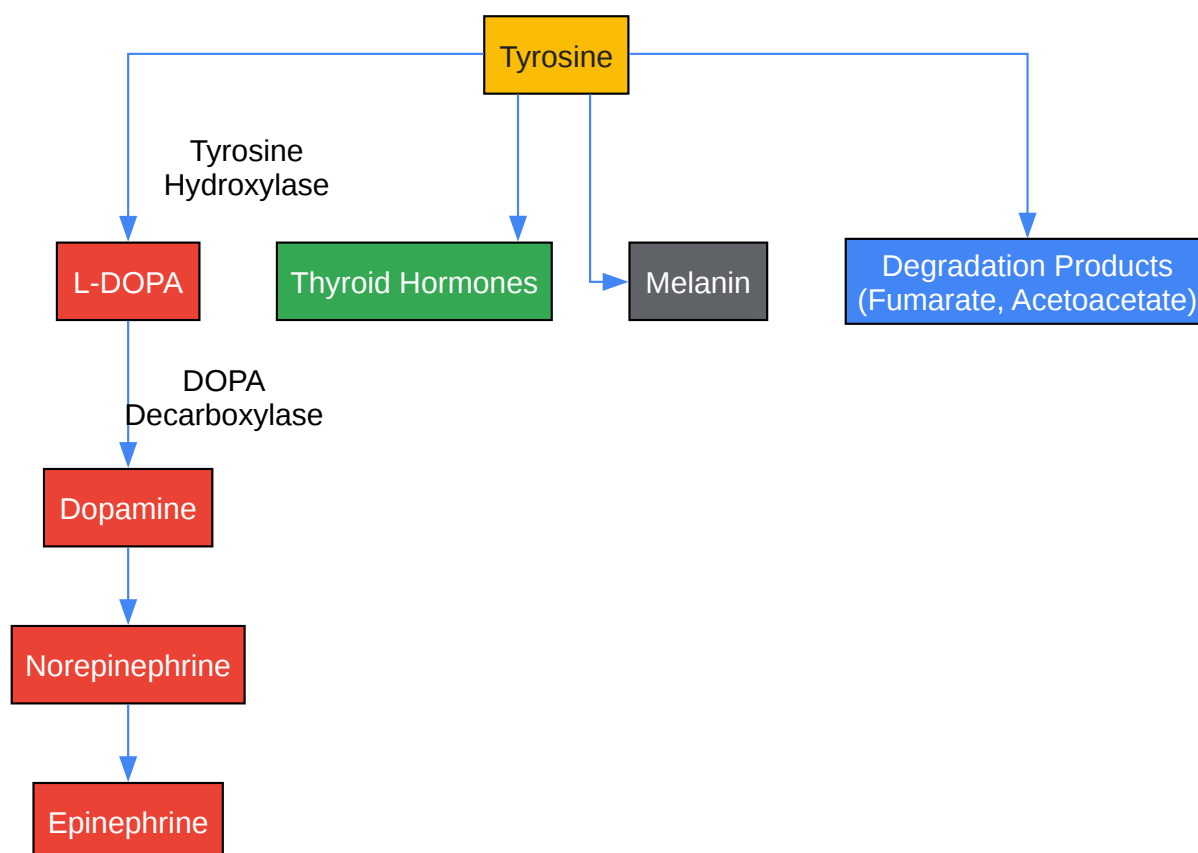 Tyrosine
Tyrosine
Hydroxylase
L-DOPA
Thyroid Hormones
Melanin
Degradation Products
(Fumarate, Acetoacetate)
DOPA
Decarboxylase
Dopamine
Norepinephrine
Epinephrine